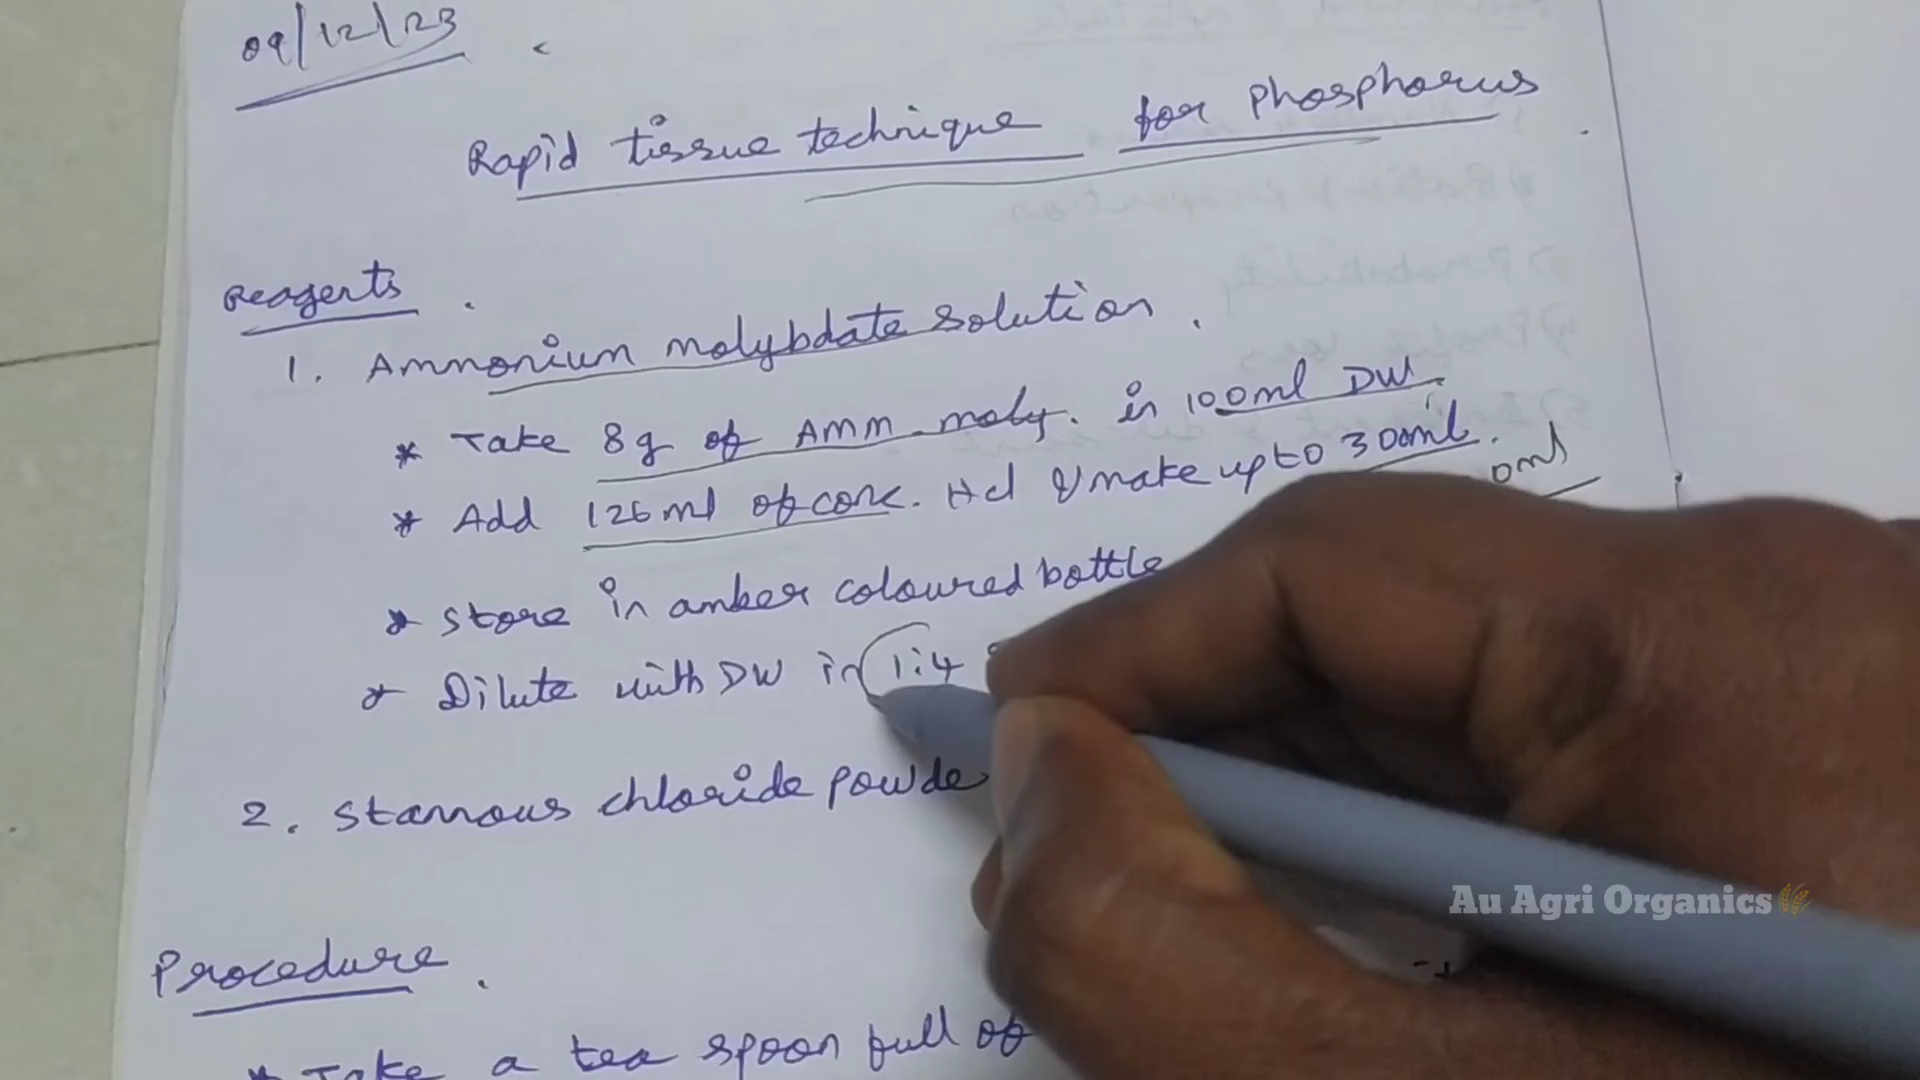 09/12/23
Rapid tissue technique for phosphorus
Reagents
1. Ammonium molybdate solution.
* Take 8g of Amm. moly. in 100ml DW.
* Add 126ml of conc. Hcl & make up to 300ml.
0ml
* Store in amber coloured bottle
* Dilute with DW in 1:4
2. Stannous chloride powde
Procedure
* Take a tea spoon full of
Au Agri Organics